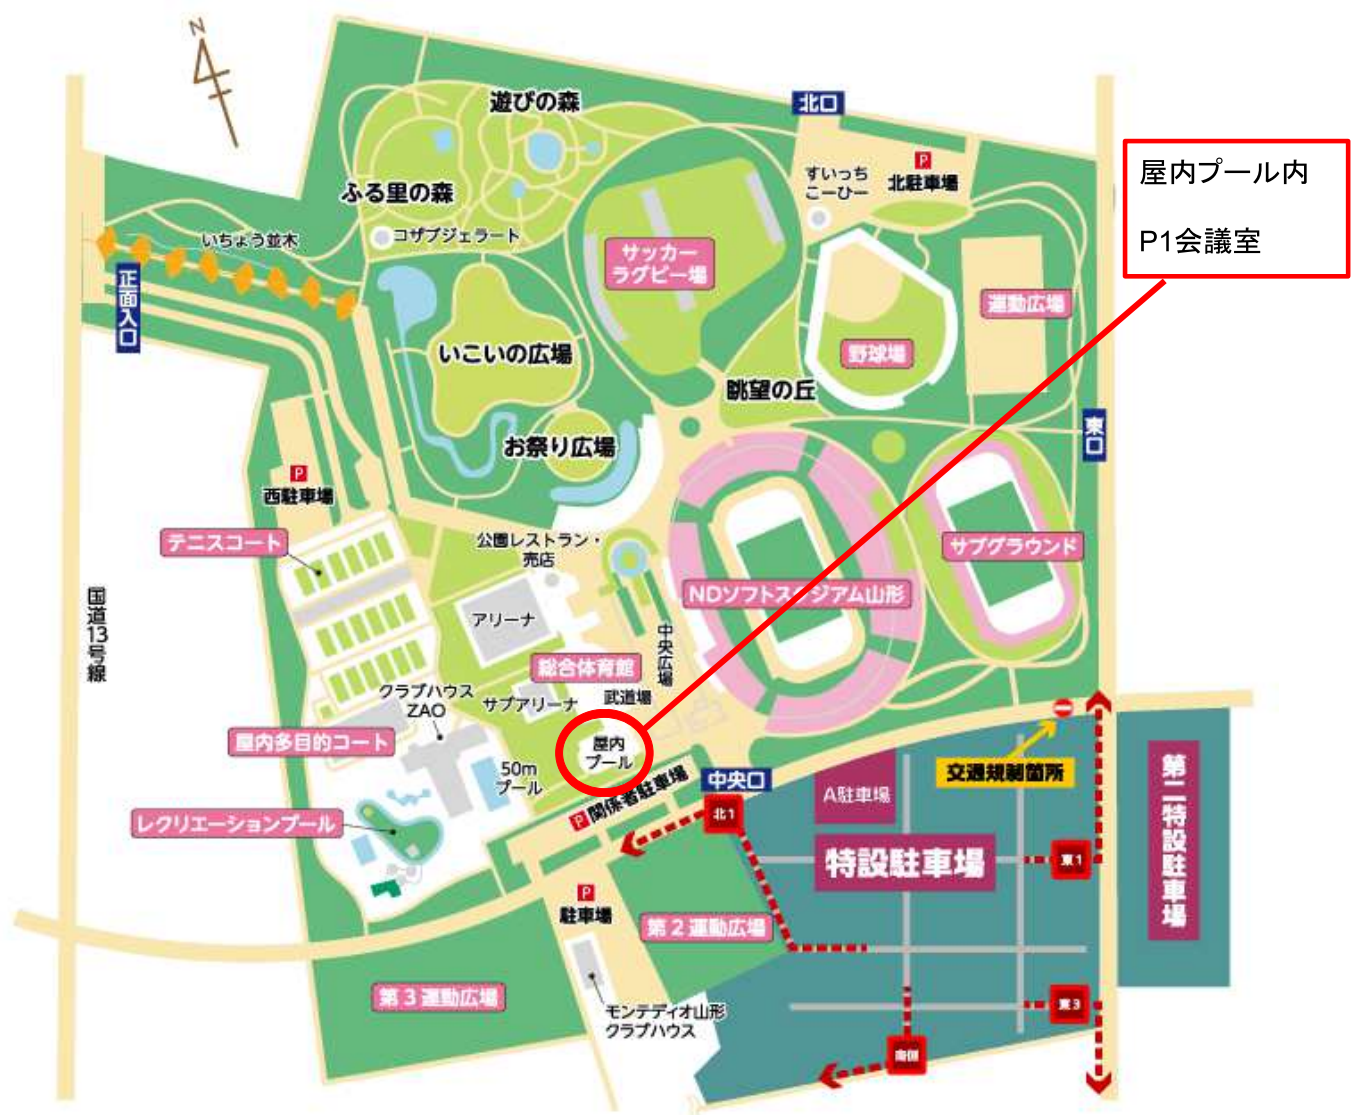 N
遊びの森
北口
P
北駐車場
すいっち
こーひー
屋内プール内
P1会議室
ふる里の森
コザブジェラート
いちょう並木
正面入口
サッカー
ラグビー場
運動広場
野球場
いこいの広場
眺望の丘
お祭り広場
東口
P
西駐車場
テニスコート
公園レストラン・
売店
サブグラウンド
NDソフトスタジアム山形
国道13号線
アリーナ
中央広場
総合体育館
武道場
サブアリーナ
クラブハウス
ZAO
屋内多目的コート
屋内
プール
50m
プール
中央口
P関係者駐車場
交通規制箇所
A駐車場
北1
レクリエーションプール
特設駐車場
東1
第二特設駐車場
P
駐車場
第2運動広場
第3運動広場
モンテディオ山形
クラブハウス
東3
南側